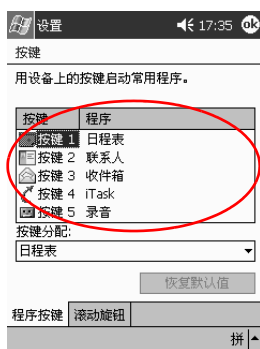 设置 17:35 ok
按键
用设备上的按键启动常用程序。
按键 程序
按键 1 日程表
按键 2 联系人
按键 3 收件箱
按键 4 iTask
按键 5 录音
按键分配:
日程表
恢复默认值
程序按键 滚动旋钮
拼